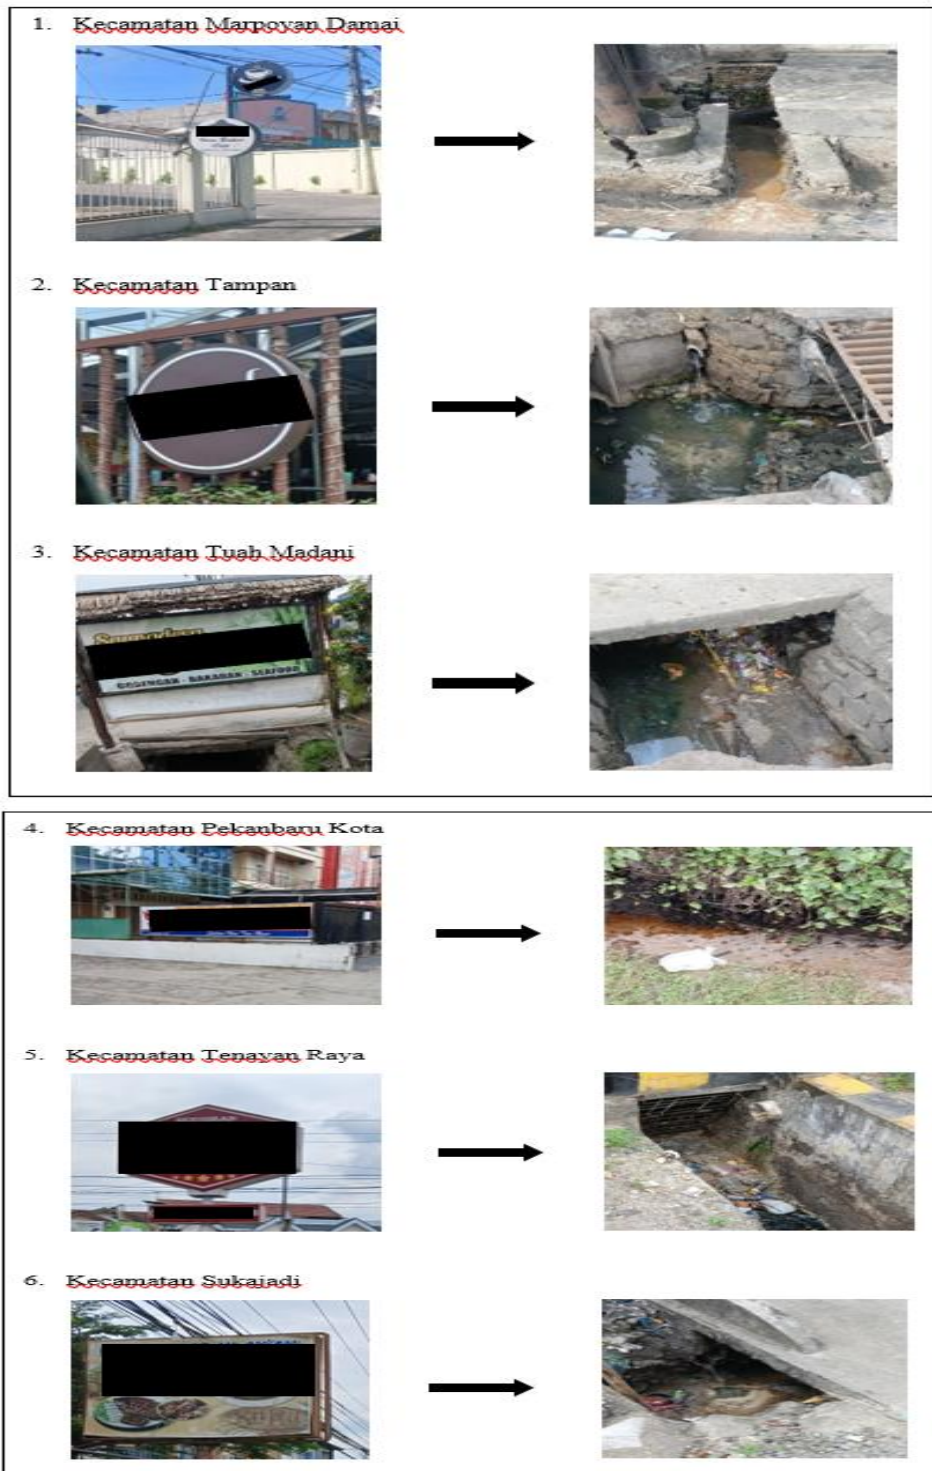 1. Kecamatan Marpoyan Damai
2. Kecamatan Tampan
3. Kecamatan Tuah Madani
BAKARAN - SEAFOOD
4. Kecamatan Pekanbaru Kota
5. Kecamatan Tenayan Raya
6. Kecamatan Sukajadi